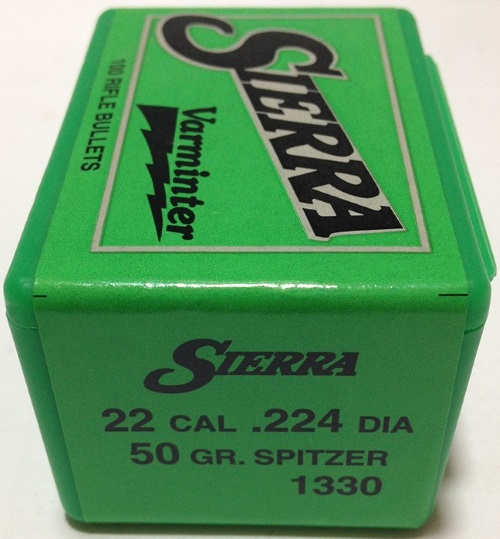 SIERRA
Varminter
100 RIFLE BULLETS
SIERRA
22 CAL .224 DIA
50 GR. SPITZER
1330